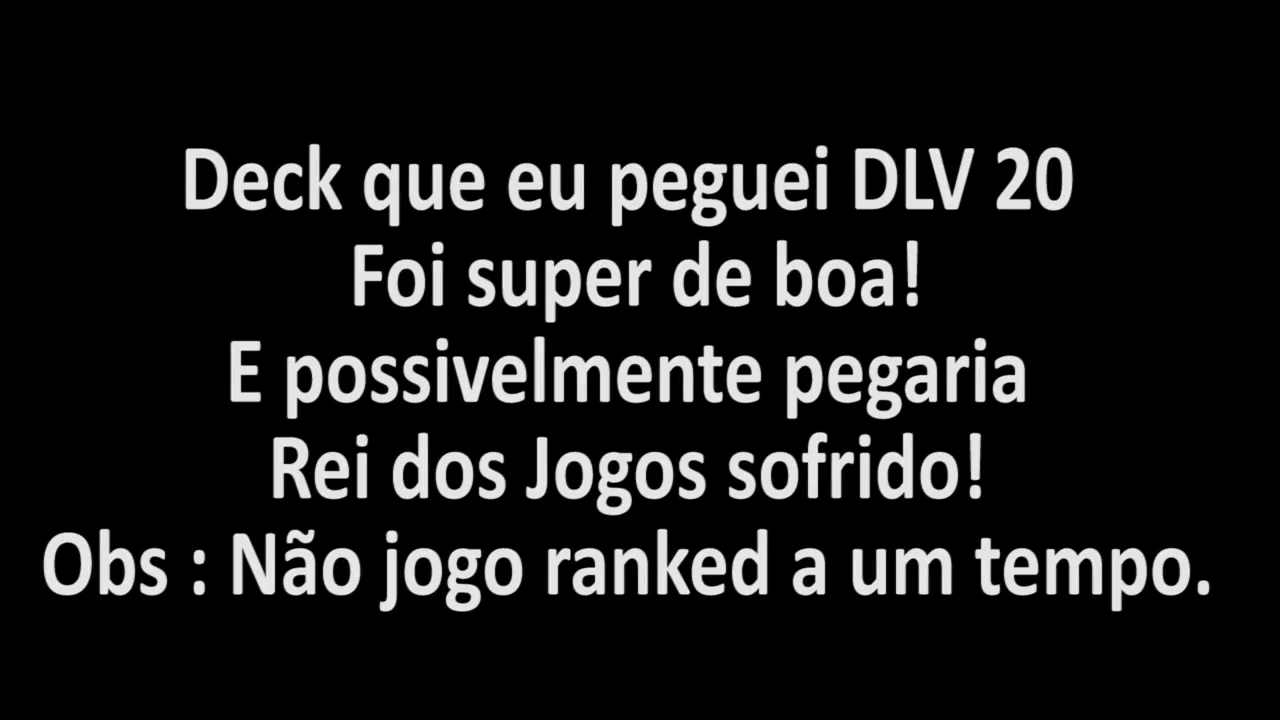 Deck que eu peguei DLV 20
Foi super de boa!
E possivelmente pegaria
Rei dos Jogos sofrido!
Obs : Não jogo ranked a um tempo.